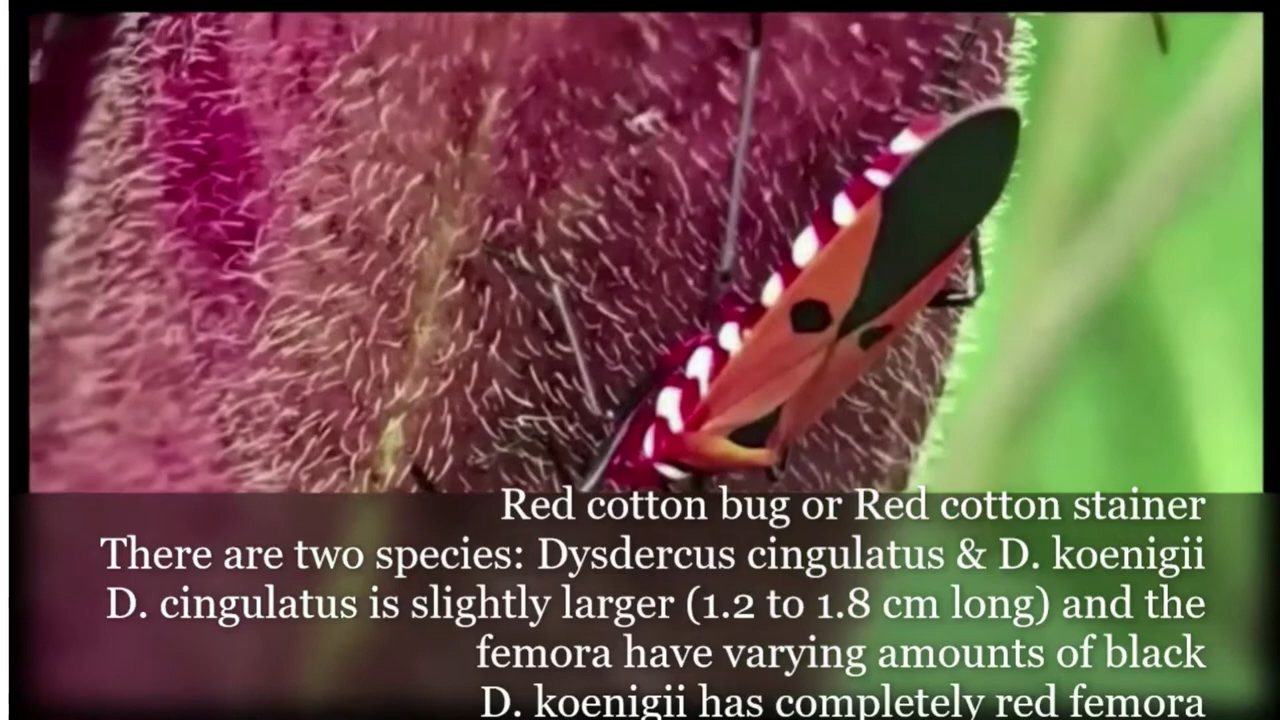 Red cotton bug or Red cotton stainer
There are two species: Dysdercus cingulatus & D. koenigii
D. cingulatus is slightly larger (1.2 to 1.8 cm long) and the
femora have varying amounts of black
D. koenigii has completely red femora